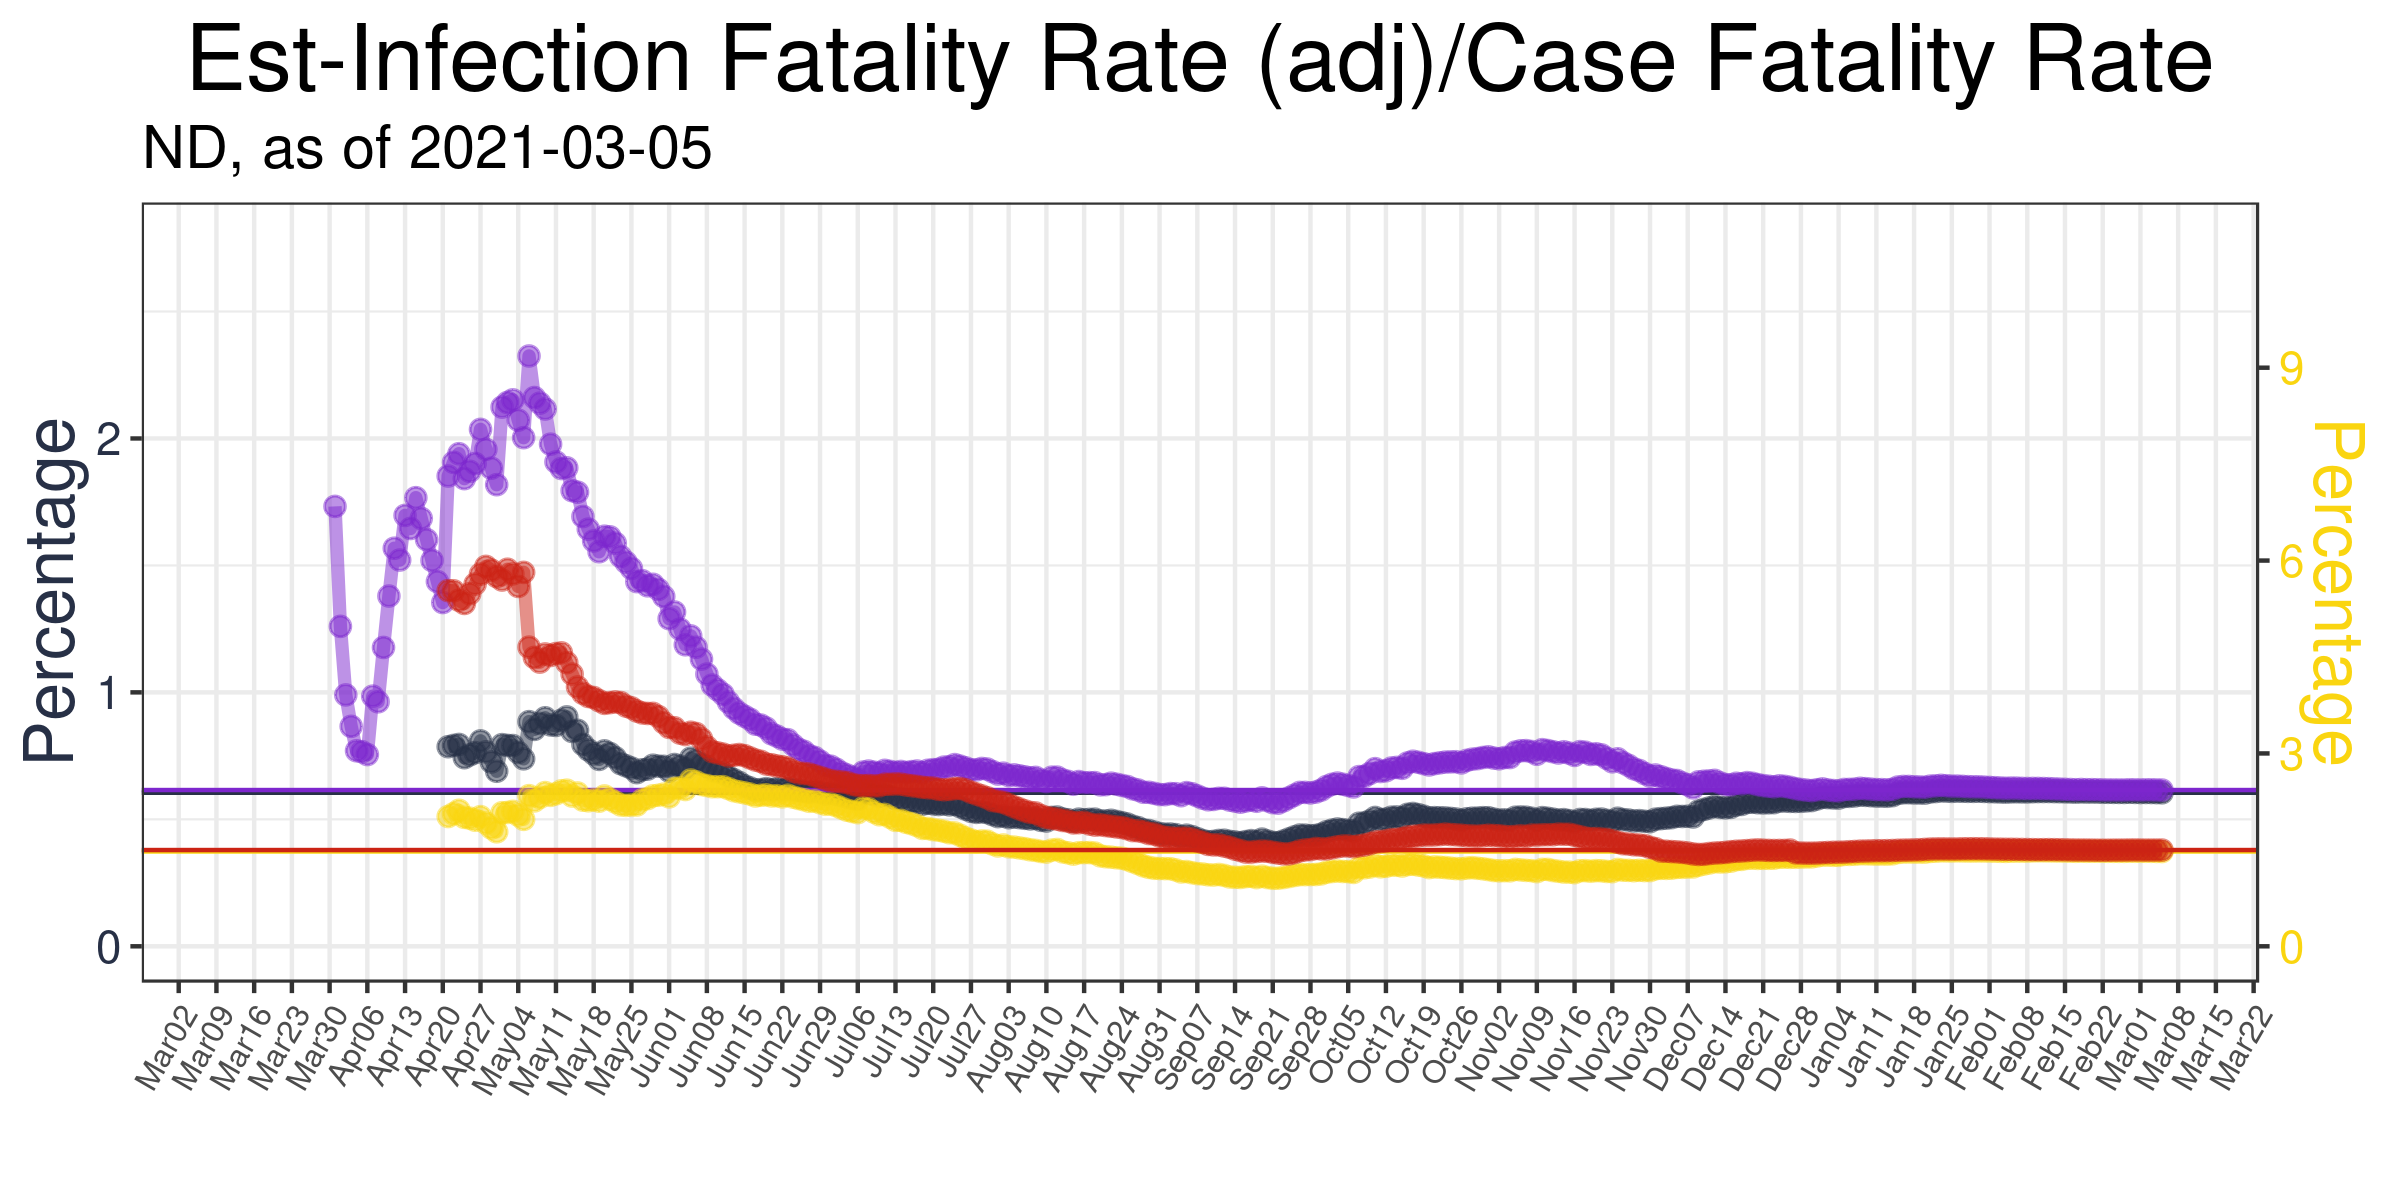 Est-Infection Fatality Rate (adj)/Case Fatality Rate
ND, as of 2021-03-05
Percentage
2
1
0
9
6
3
0
Percentage
Mar02
Mar09
Mar16
Mar23
Mar30
Apr06
Apr13
Apr20
Apr27
May04
May11
May18
May25
Jun01
Jun08
Jun15
Jun22
Jun29
Jul06
Jul13
Jul20
Jul27
Aug03
Aug10
Aug17
Aug24
Aug31
Sep07
Sep14
Sep21
Sep28
Oct05
Oct12
Oct19
Oct26
Nov02
Nov09
Nov16
Nov23
Nov30
Dec07
Dec14
Dec21
Dec28
Dec04
Jan11
Jan18
Jan25
Feb01
Feb08
Feb15
Feb22
Mar01
Mar08
Mar15
Mar22